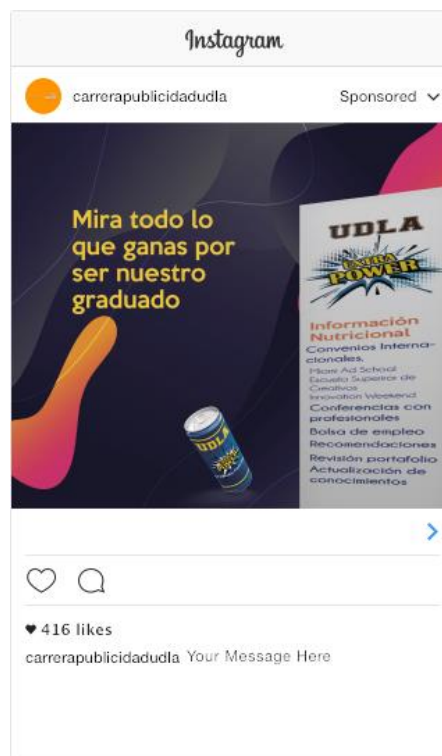 Instagram
carrerapublicidadudla
Sponsored
Mira todo lo
que ganas por
ser nuestro
graduado
UDLA
EXTRA
POWER
Información
Nutricional
Convenios Interna-
cionales.
Miami Ad School
Escuela Superior de
Creativos
Innovation Weekend
Conferencias con
profesionales
Bolsa de empleo
Recomendaciones
Revisión portafolio
Actualización de
conocimientos
UDLA
416 likes
carrerapublicidadudla Your Message Here